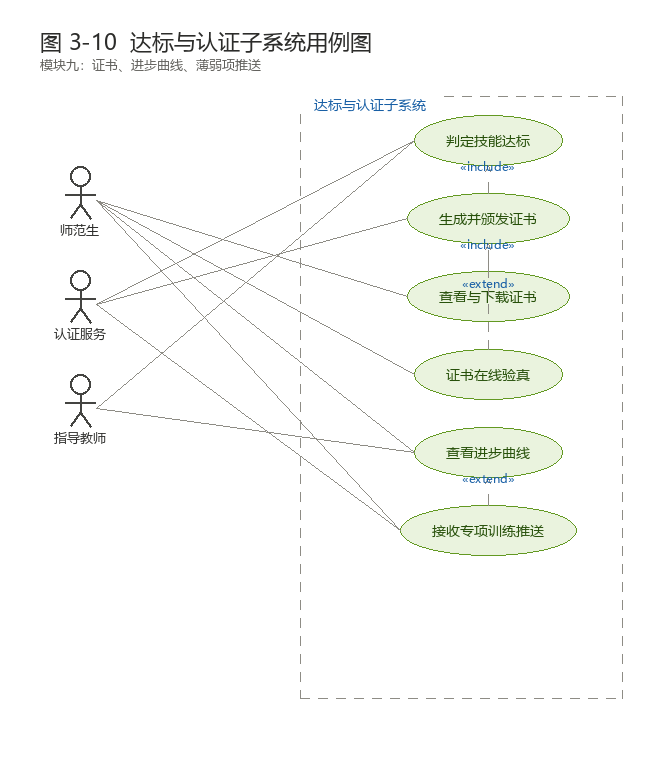 图 3-10 达标与认证子系统用例图
模块九：证书、进步曲线、薄弱项推送
达标与认证子系统
判定技能达标
«include»
师范生
生成并颁发证书
«include»
认证服务
«extend»
查看与下载证书
证书在线验真
指导教师
查看进步曲线
«extend»
接收专项训练推送